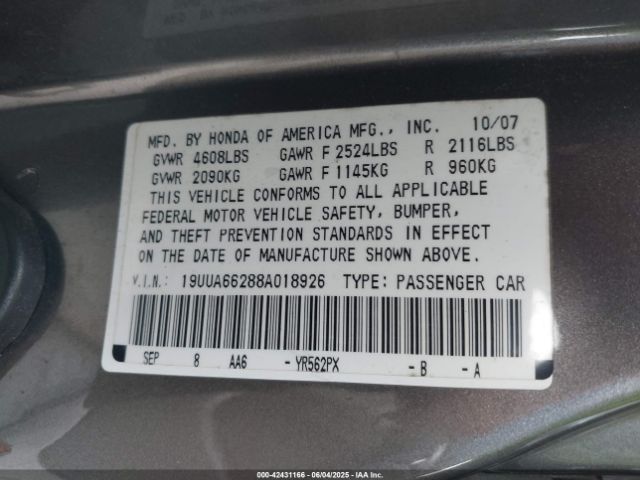 MFD. BY HONDA OF AMERICA MFG., INC. 10/07
GVWR 4608LBS GAWR F 2524LBS R 2116LBS
GVWR 2090KG GAWR F 1145KG R 960KG
THIS VEHICLE CONFORMS TO ALL APPLICABLE
FEDERAL MOTOR VEHICLE SAFETY, BUMPER,
AND THEFT PREVENTION STANDARDS IN EFFECT
ON THE DATE OF MANUFACTURE SHOWN ABOVE.
V.I.N.: 19UUA66288A018926 TYPE: PASSENGER CAR
SEP 8 AA6 -YR562PX -B -A
000-42431166 - 06/04/2025 - IAA Inc.